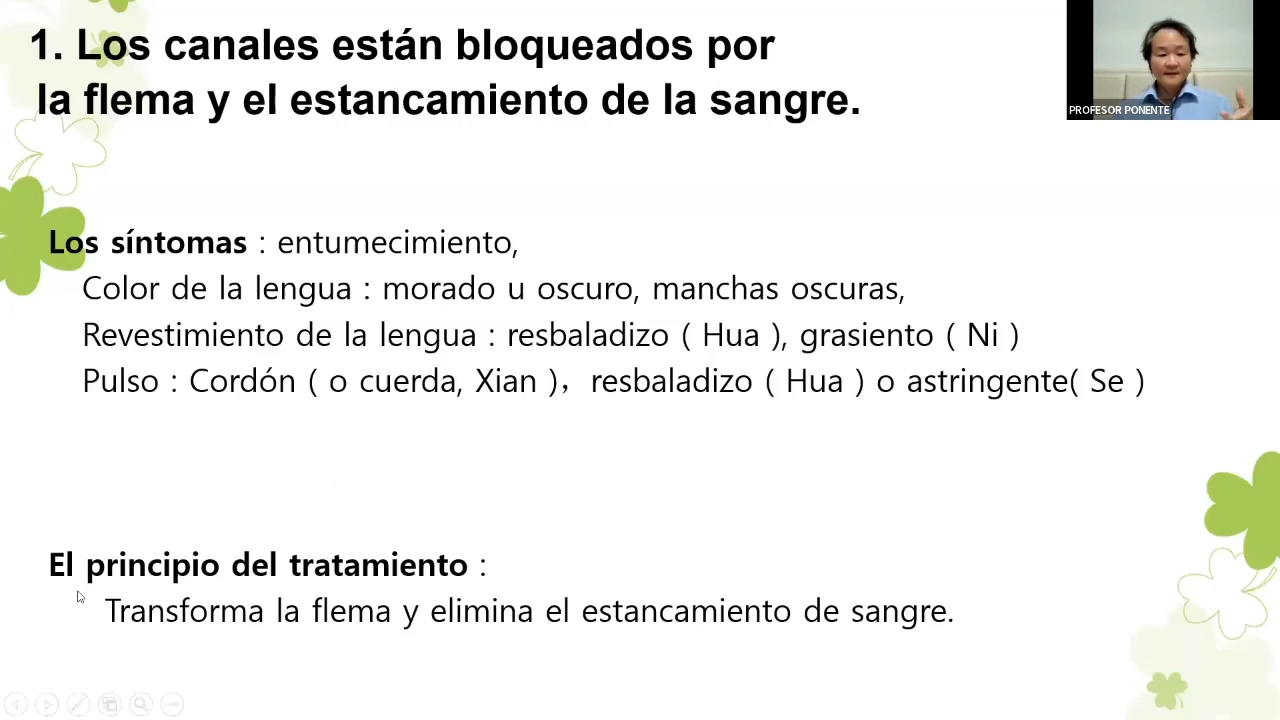 1. Los canales están bloqueados por
la flema y el estancamiento de la sangre.
PROFESOR PONENTE
Los síntomas : entumecimiento,
Color de la lengua : morado u oscuro, manchas oscuras,
Revestimiento de la lengua : resbaladizo ( Hua ), grasiento ( Ni )
Pulso : Cordón ( o cuerda, Xian )， resbaladizo ( Hua ) o astringente( Se )
El principio del tratamiento :
Transforma la flema y elimina el estancamiento de sangre.